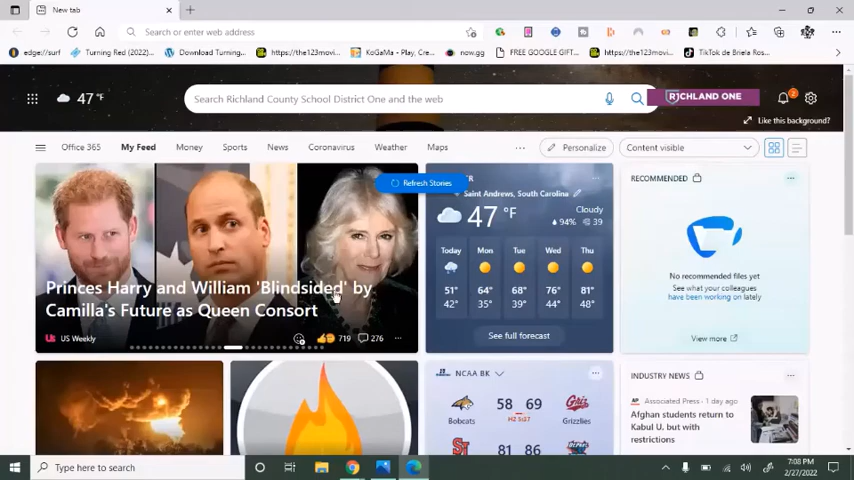 New tab
Search or enter web address
edge://surf
Turning Red (2022)...
Download Turning...
https://the123movi...
KoGaMa - Play, Cre...
now.gg
FREE GOOGLE GIFT...
https://the123movi...
TikTok de Briela Ros...
47 °F
Search Richland County School District One and the web
RICHLAND ONE
2
Like this background?
Office 365
My Feed
Money
Sports
News
Coronavirus
Weather
Maps
Personalize
Content visible
Refresh Stories
Princes Harry and William 'Blindsided' by
Camilla's Future as Queen Consort
US Weekly
719
276
Saint Andrews, South Carolina
47 °F
Cloudy
94%
39
Today
Mon
Tue
Wed
Thu
51°
64°
68°
76°
81°
42°
35°
39°
44°
48°
See full forecast
RECOMMENDED
No recommended files yet
See what your colleagues
have been working on lately
View more
NCAA BK
58
69
Bobcats
H2 5:27
Grizzlies
81
86
INDUSTRY NEWS
Associated Press · 1 day ago
Afghan students return to
Kabul U. but with
restrictions
Type here to search
7:08 PM
2/27/2022